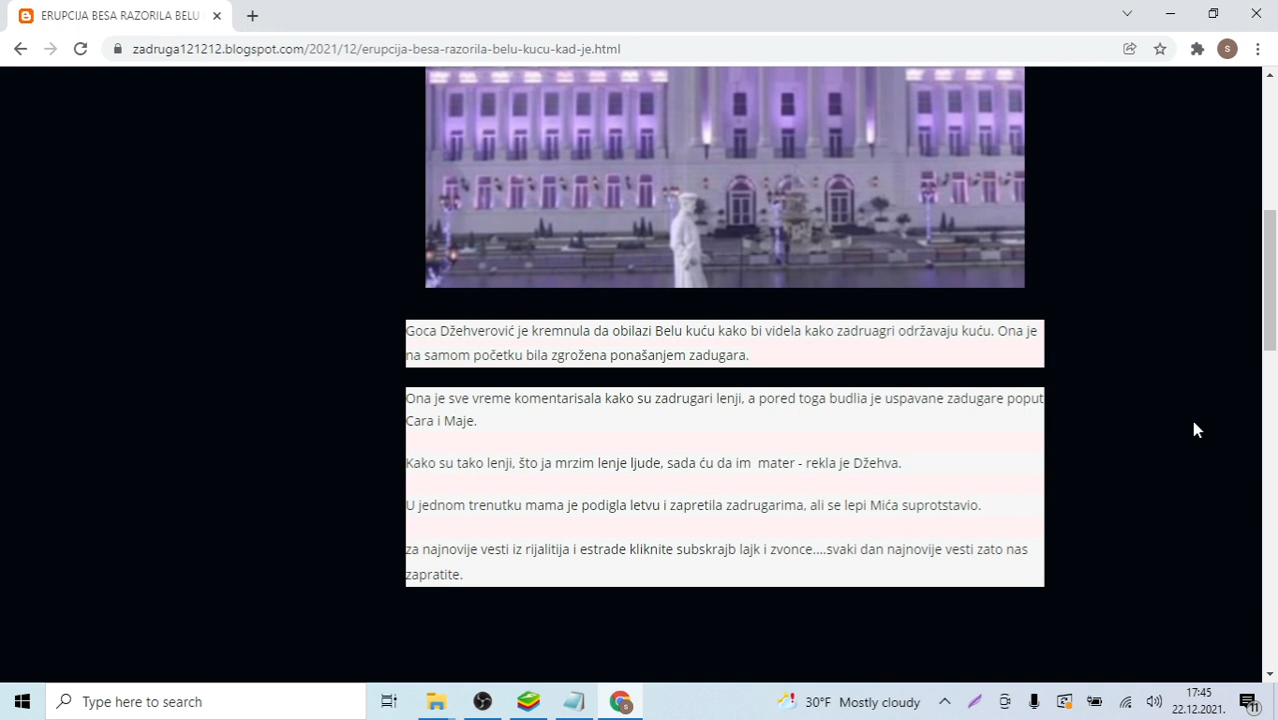 ERUPCIJA BESA RAZORILA BELU
zadruga121212.blogspot.com/2021/12/erupcija-besa-razorila-belu-kucu-kad-je.html
S
Goca Džehverović je kremnula da obilazi Belu kuću kako bi videla kako zadruagri održavaju kuću. Ona je
na samom početku bila zgrožena ponašanjem zadugara.
Ona je sve vreme komentarisala kako su zadrugari lenji, a pored toga budlia je uspavane zadugare poput
Cara i Maje.
Kako su tako lenji, što ja mrzim lenje ljude, sada ću da im  mater - rekla je Džehva.
U jednom trenutku mama je podigla letvu i zapretila zadrugarima, ali se lepi Mića suprotstavio.
za najnovije vesti iz rijalitija i estrade kliknite subskrajb lajk i zvonce....svaki dan najnovije vesti zato nas
zapratite.
Type here to search
30°F Mostly cloudy
17:45
22.12.2021.
11